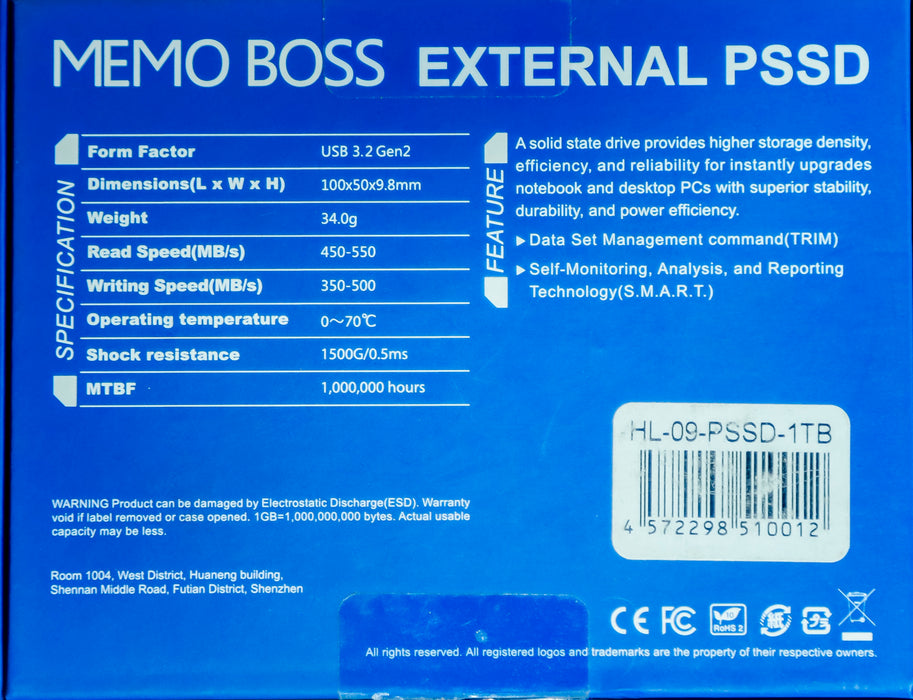 MEMO BOSS EXTERNAL PSSD
SPECIFICATION
Form Factor USB 3.2 Gen2
Dimensions(L x W x H) 100x50x9.8mm
Weight 34.0g
Read Speed(MB/s) 450-550
Writing Speed(MB/s) 350-500
Operating temperature 0~70℃
Shock resistance 1500G/0.5ms
MTBF 1,000,000 hours
FEATURE
A solid state drive provides higher storage density,
efficiency, and reliability for instantly upgrades
notebook and desktop PCs with superior stability,
durability, and power efficiency.
▶Data Set Management command(TRIM)
▶Self-Monitoring, Analysis, and Reporting
Technology(S.M.A.R.T.)
HL-09-PSSD-1TB
4 572298 510012
WARNING Product can be damaged by Electrostatic Discharge(ESD). Warranty
void if label removed or case opened. 1GB=1,000,000,000 bytes. Actual usable
capacity may be less.
Room 1004, West District, Huaneng building,
Shennan Middle Road, Futian District, Shenzhen
CE FC RoHS 2 紙 プラ
All rights reserved. All registered logos and trademarks are the property of their respective owners.